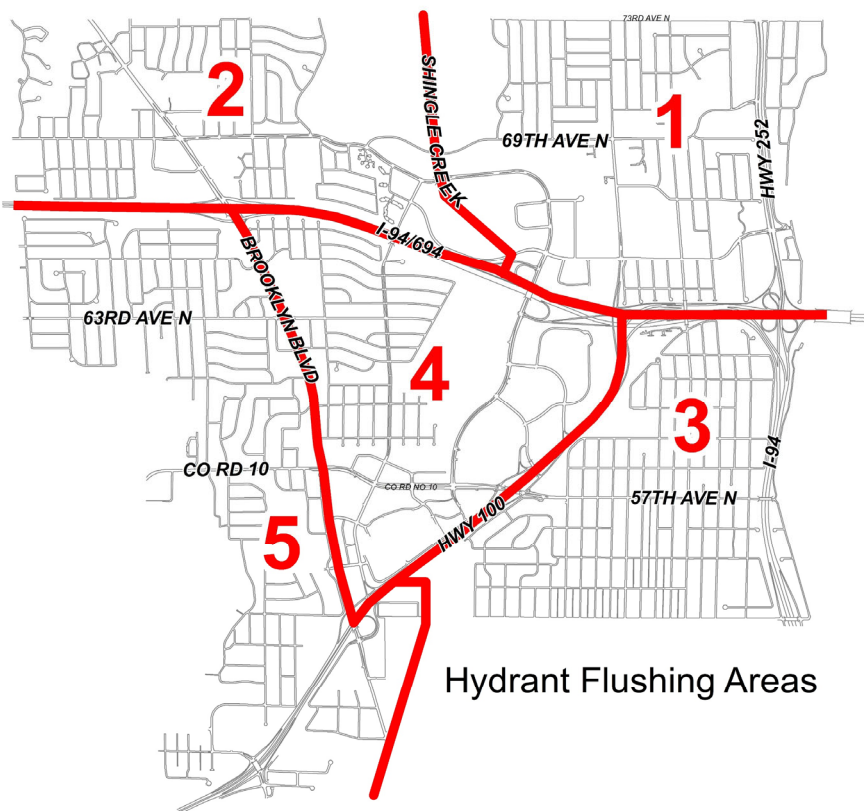 73RD AVE N
2
SHINGLE CREEK
1
69TH AVE N
HWY 252
I-94/694
BROOKLYN BLVD
63RD AVE N
4
3
I-94
CO RD 10
CO RD NO 10
57TH AVE N
HWY 100
5
Hydrant Flushing Areas